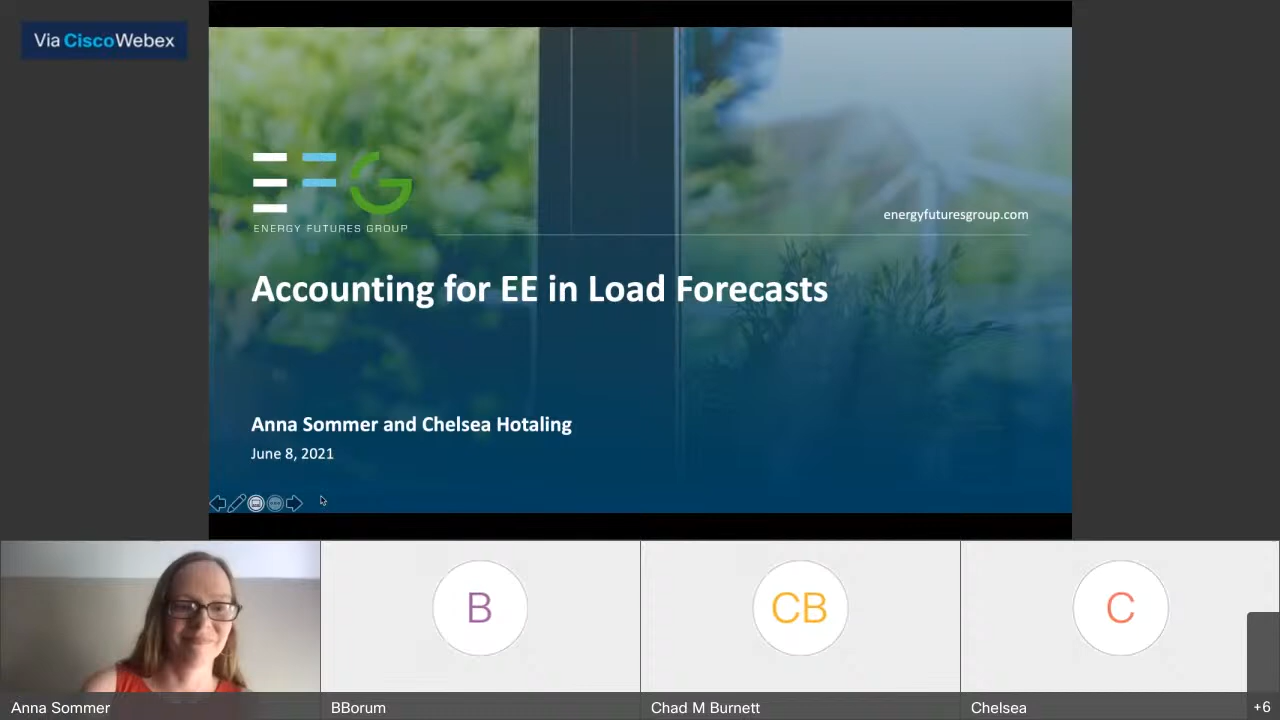 Via CiscoWebex
EFG
ENERGY FUTURES GROUP
energyfuturesgroup.com
Accounting for EE in Load Forecasts
Anna Sommer and Chelsea Hotaling
June 8, 2021
B
CB
C
Anna Sommer
BBorum
Chad M Burnett
Chelsea
+6